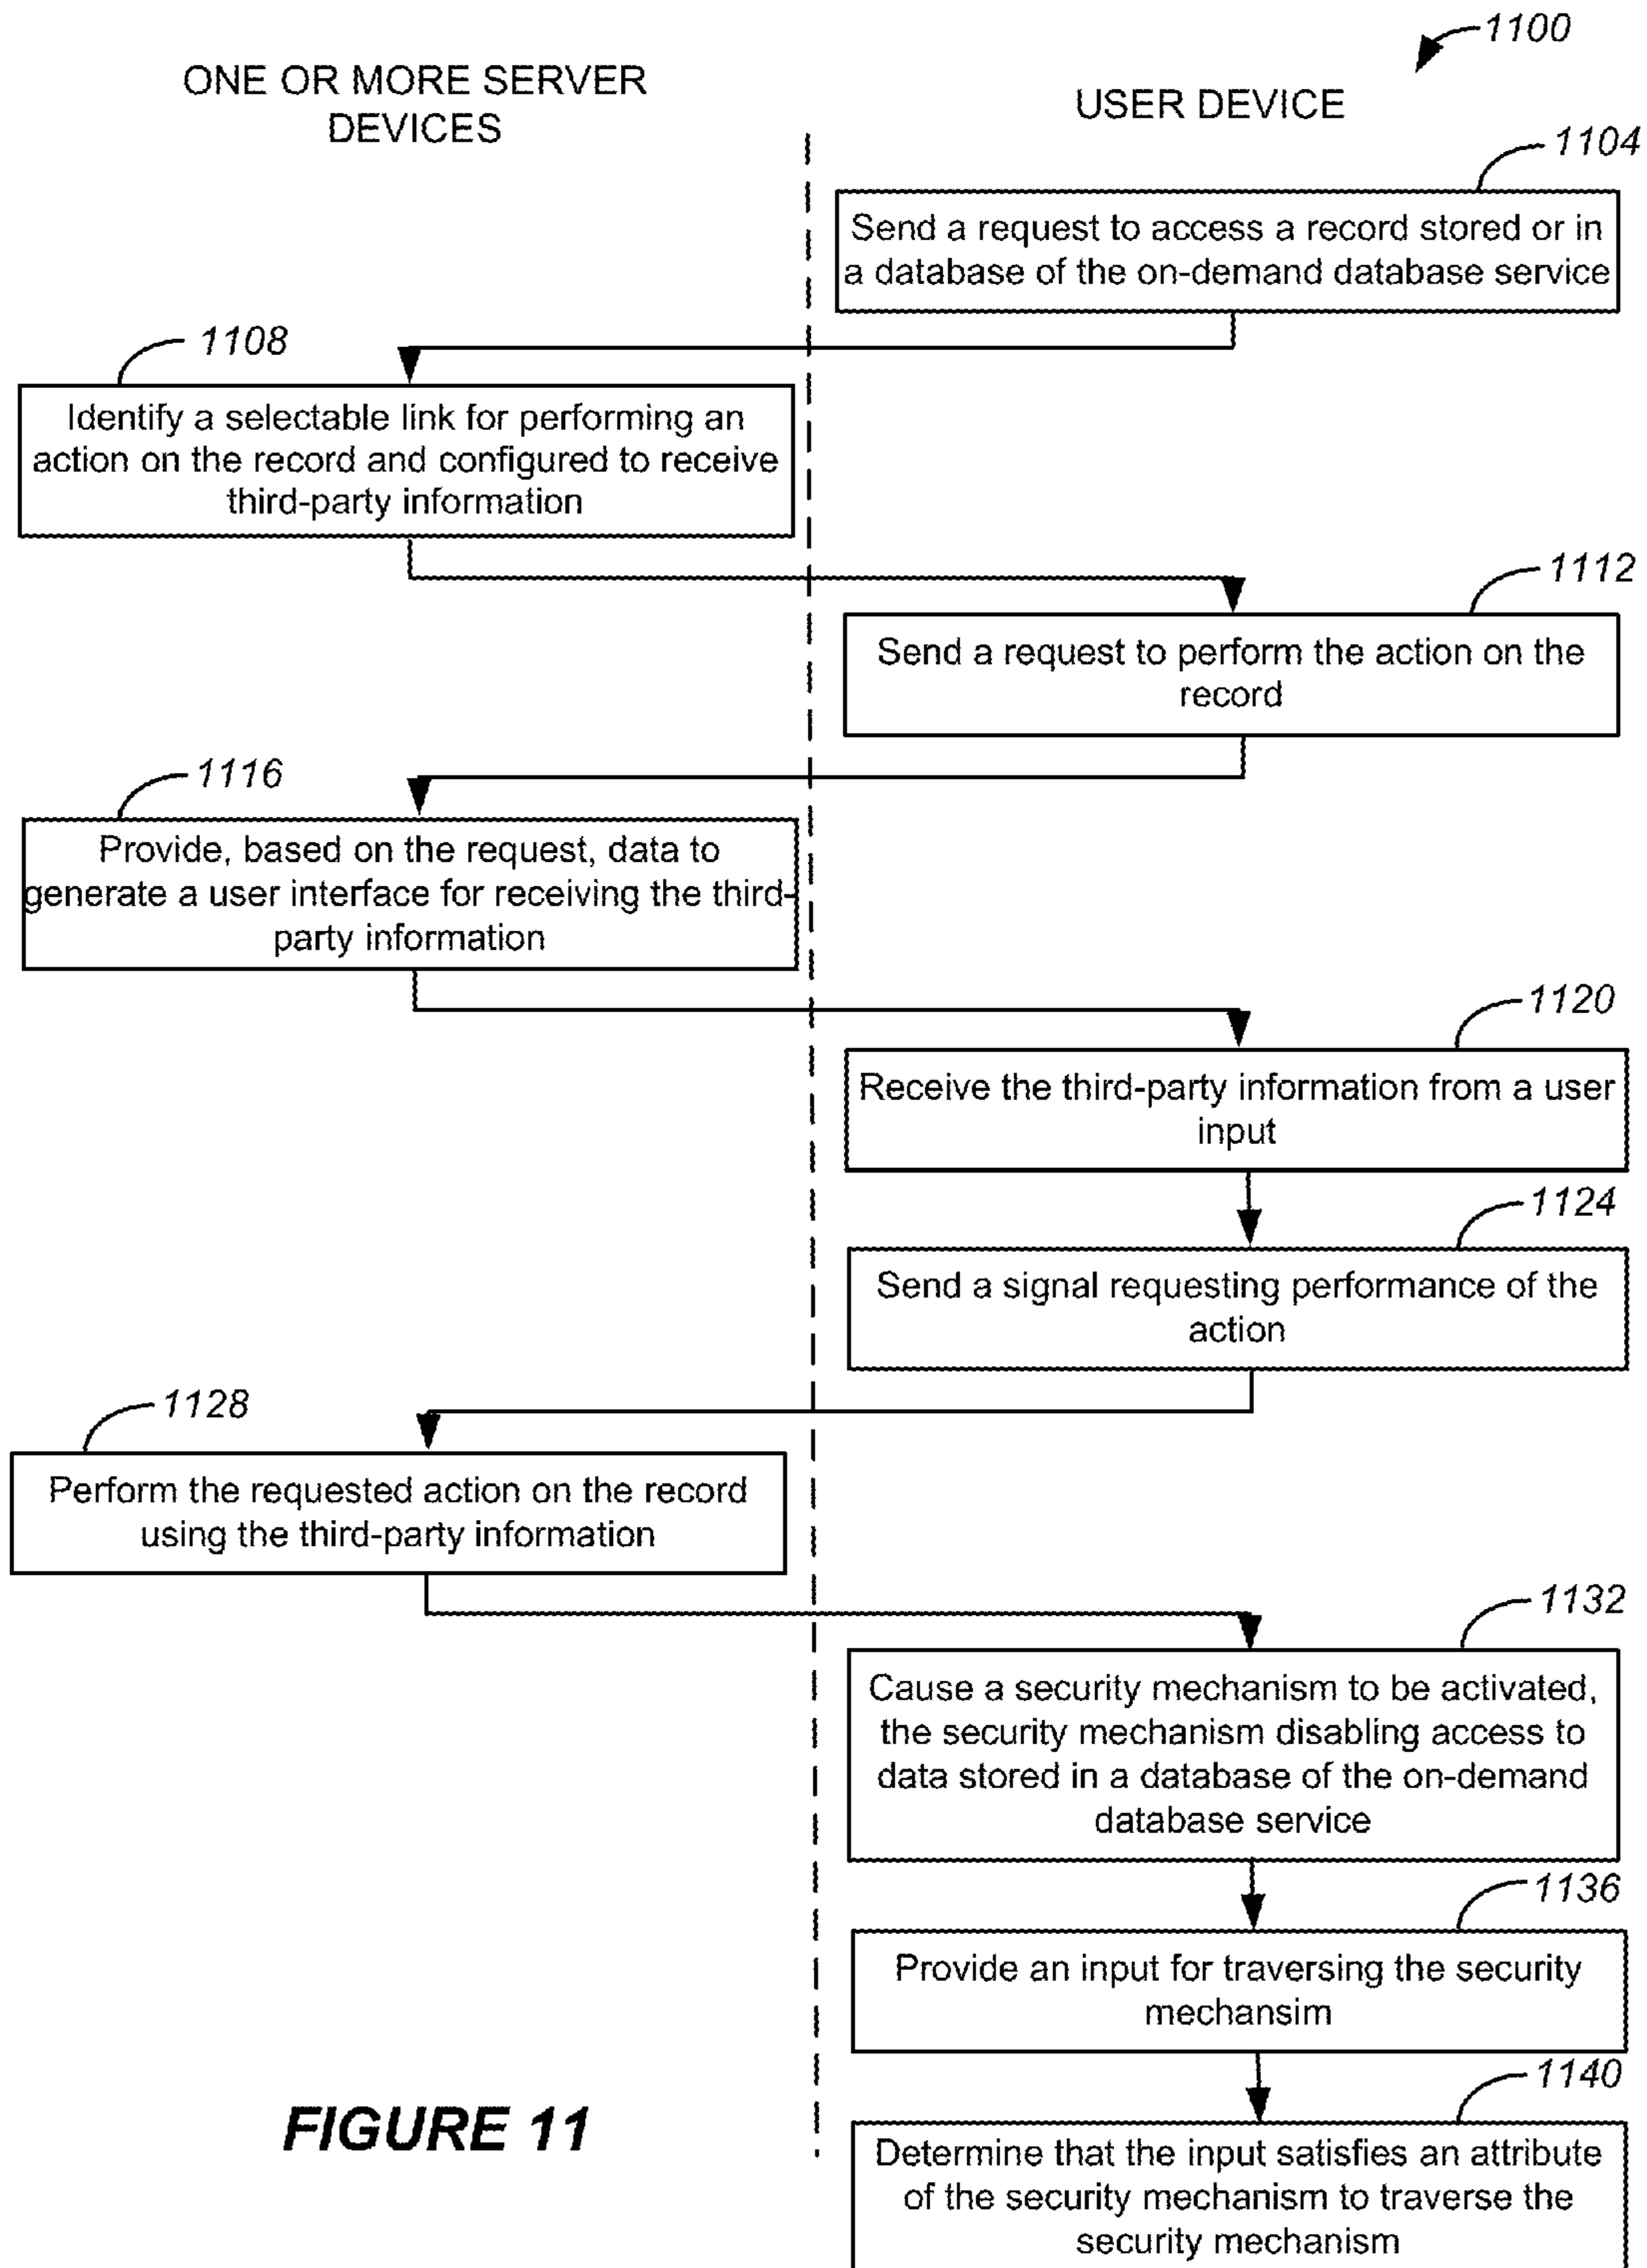 1100
ONE OR MORE SERVER
DEVICES
USER DEVICE
1104
Send a request to access a record stored or in
a database of the on-demand database service
1108
Identify a selectable link for performing an
action on the record and configured to receive
third-party information
1112
Send a request to perform the action on the
record
1116
Provide, based on the request, data to
generate a user interface for receiving the third-
party information
1120
Receive the third-party information from a user
input
1124
Send a signal requesting performance of the
action
1128
Perform the requested action on the record
using the third-party information
1132
Cause a security mechanism to be activated,
the security mechanism disabling access to
data stored in a database of the on-demand
database service
1136
Provide an input for traversing the security
mechansim
1140
Determine that the input satisfies an attribute
of the security mechanism to traverse the
security mechanism
FIGURE 11